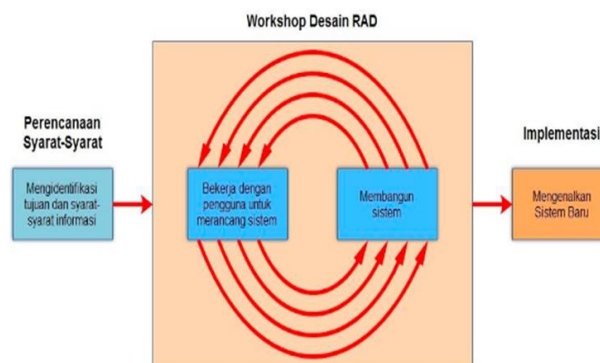 Workshop Desain RAD
Perencanaan
Syarat-Syarat
Mengidentifikasi
tujuan dan syarat-
syarat informasi
Bekerja dengan
pengguna untuk
merancang sistem
Membangun
sistem
Implementasi
Mengenalkan
Sistem Baru